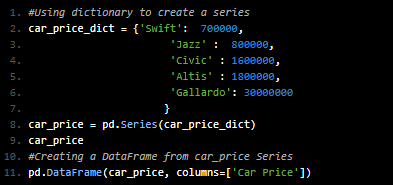 1. #Using dictionary to create a series
2. car_price_dict = {'Swift':  700000,
3.                        'Jazz' :  800000,
4.                        'Civic' : 1600000,
5.                        'Altis' : 1800000,
6.                        'Gallardo': 30000000
7.                       }
8. car_price = pd.Series(car_price_dict)
9. car_price
10. #Creating a DataFrame from car_price Series
11. pd.DataFrame(car_price, columns=['Car Price'])